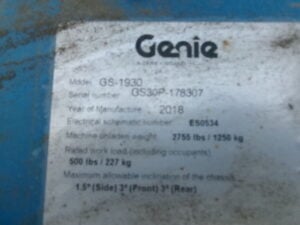 Genie
Model: GS-1930
Serial number: GS30P-178307
Year of Manufacture: 2018
Electrical schematic number: ES0534
Machine unladen weight: 2755 lbs / 1250 kg
Rated work load (including occupants):
500 lbs / 227 kg
Maximum allowable inclination of the chassis:
1.5° (Side) 3° (Front) 3° (Rear)